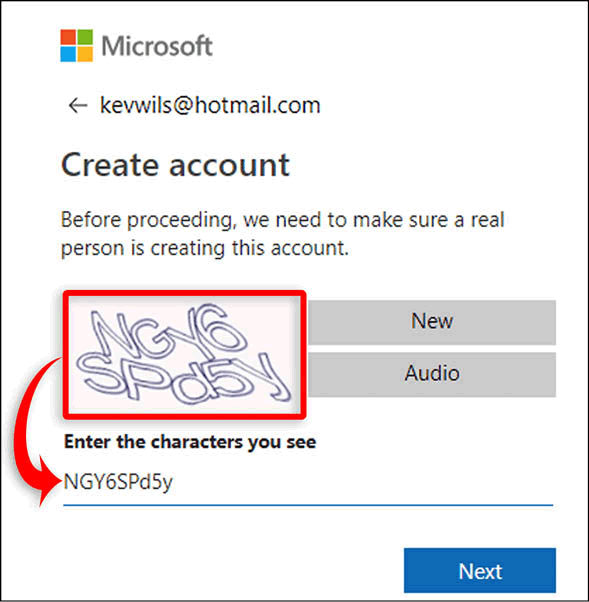 Microsoft
← kevwils@hotmail.com
Create account
Before proceeding, we need to make sure a real
person is creating this account.
NGY6
SPd5y
New
Audio
Enter the characters you see
NGY6SPd5y
Next